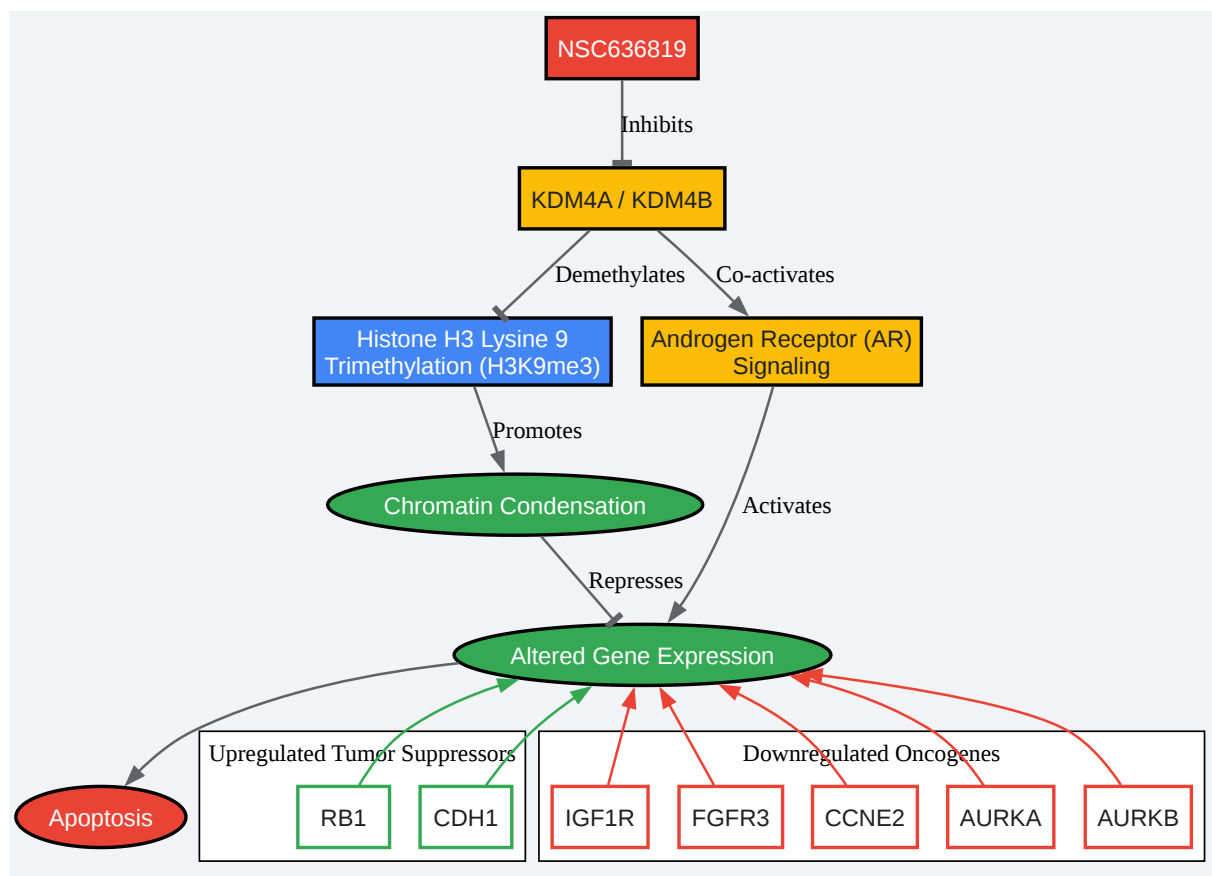 NSC636819
Inhibits
KDM4A / KDM4B
Demethylates
Co-activates
Histone H3 Lysine 9
Trimethylation (H3K9me3)
Androgen Receptor (AR)
Signaling
Promotes
Chromatin Condensation
Activates
Represses
Altered Gene Expression
Upregulated Tumor Suppressors
Downregulated Oncogenes
Apoptosis
RB1
CDH1
IGF1R
FGFR3
CCNE2
AURKA
AURKB